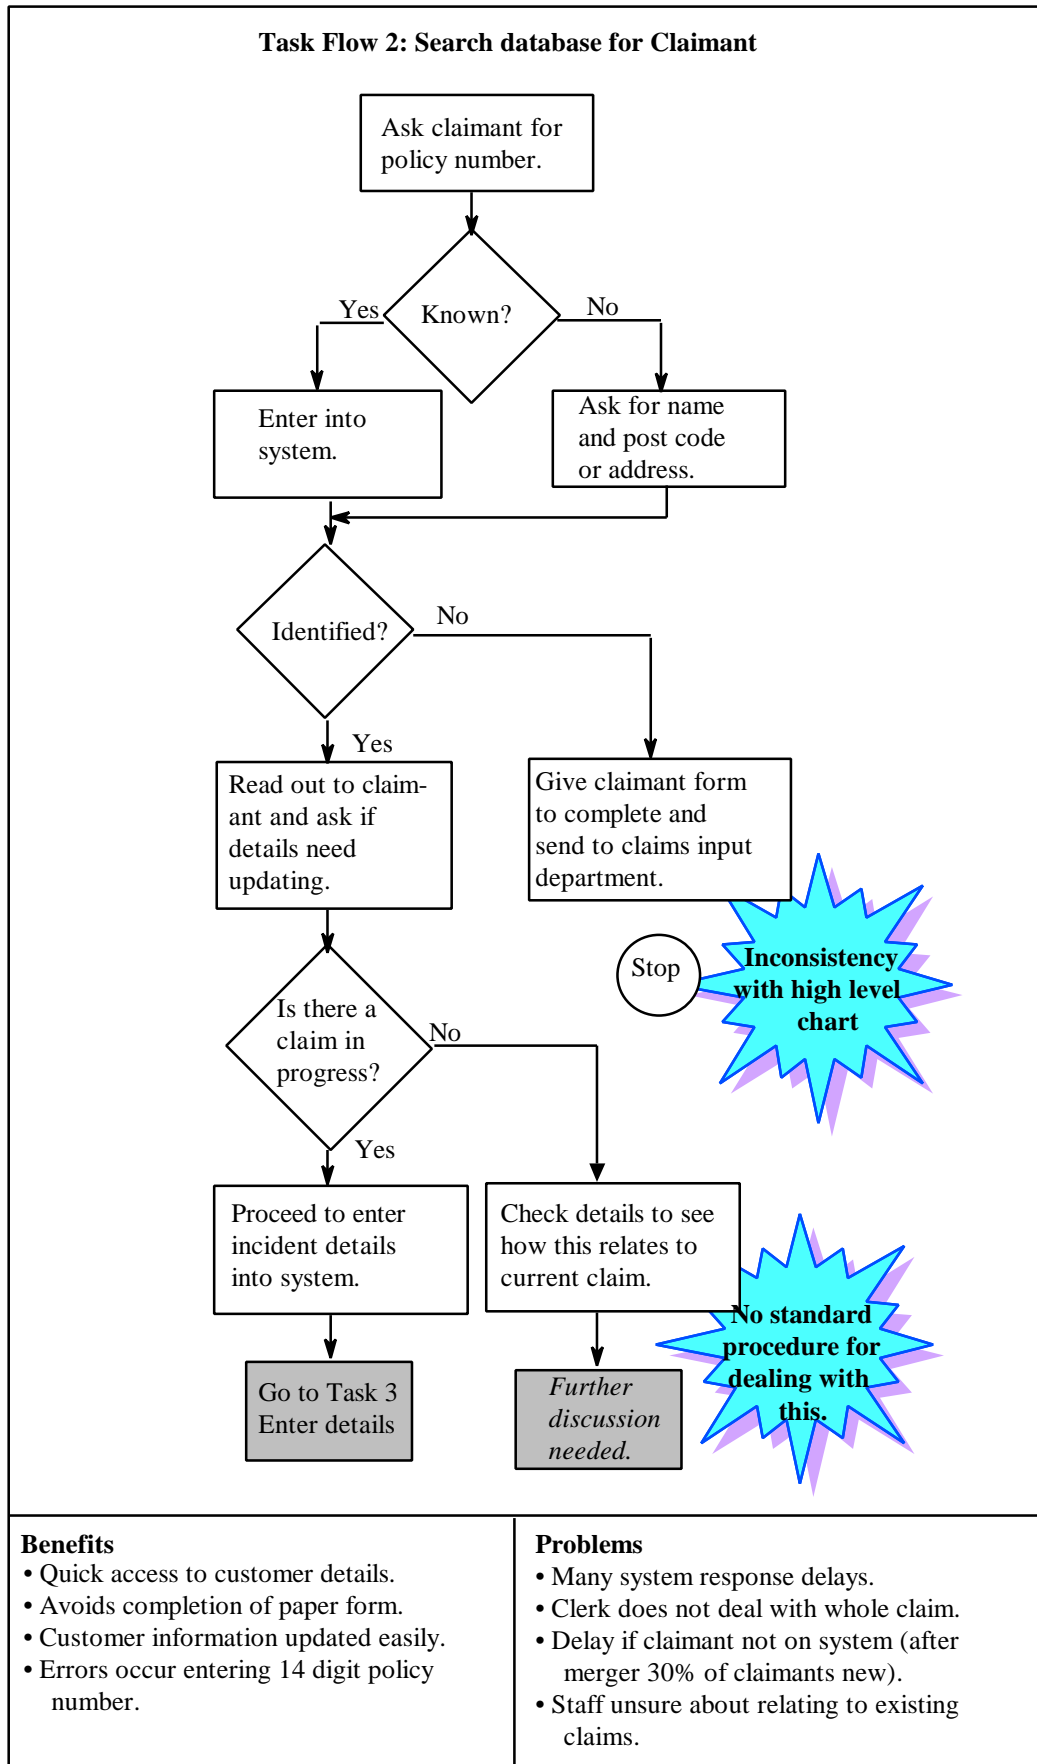 Task Flow 2: Search database for Claimant
Ask claimant for
policy number.
Known?
Yes
No
Enter into
system.
Ask for name
and post code
or address.
Identified?
No
Yes
Read out to claim-
ant and ask if
details need
updating.
Give claimant form
to complete and
send to claims input
department.
Stop
Inconsistency
with high level
chart
Is there a
claim in
progress?
No
Yes
Proceed to enter
incident details
into system.
Check details to see
how this relates to
current claim.
No standard
procedure for
dealing with
this.
Go to Task 3
Enter details
Further
discussion
needed.
Benefits
• Quick access to customer details.
• Avoids completion of paper form.
• Customer information updated easily.
• Errors occur entering 14 digit policy
number.
Problems
• Many system response delays.
• Clerk does not deal with whole claim.
• Delay if claimant not on system (after
merger 30% of claimants new).
• Staff unsure about relating to existing
claims.